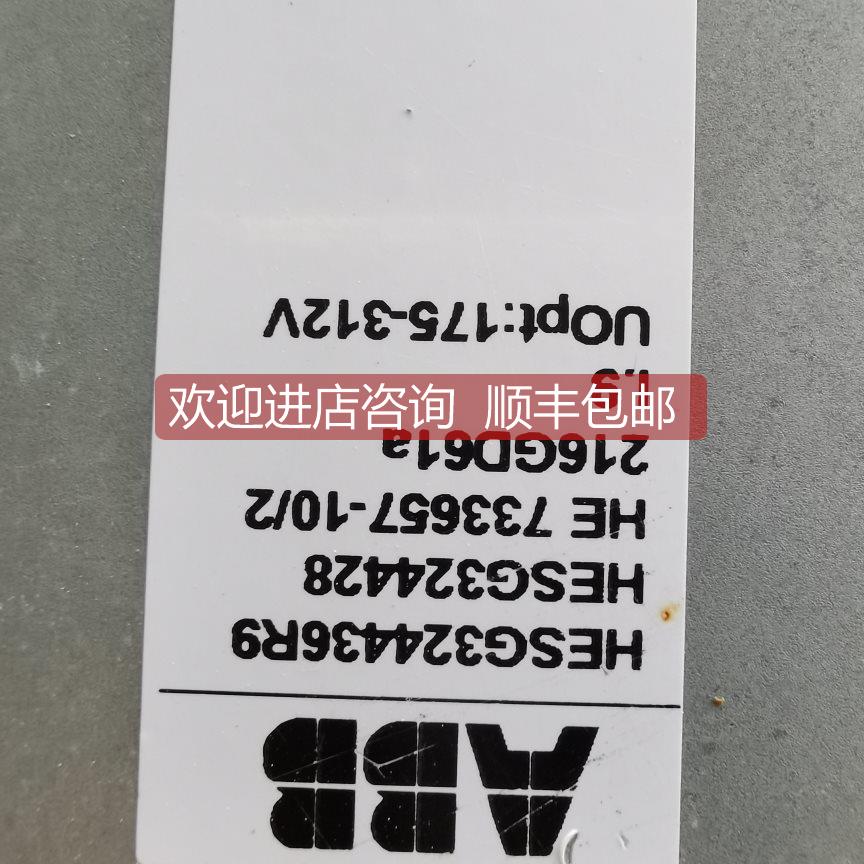 ABB
HESG324436R9
HESG324428
HE 733657-10/2
216GD61a
欢迎进店咨询 顺丰包邮
UOpt:175-312V